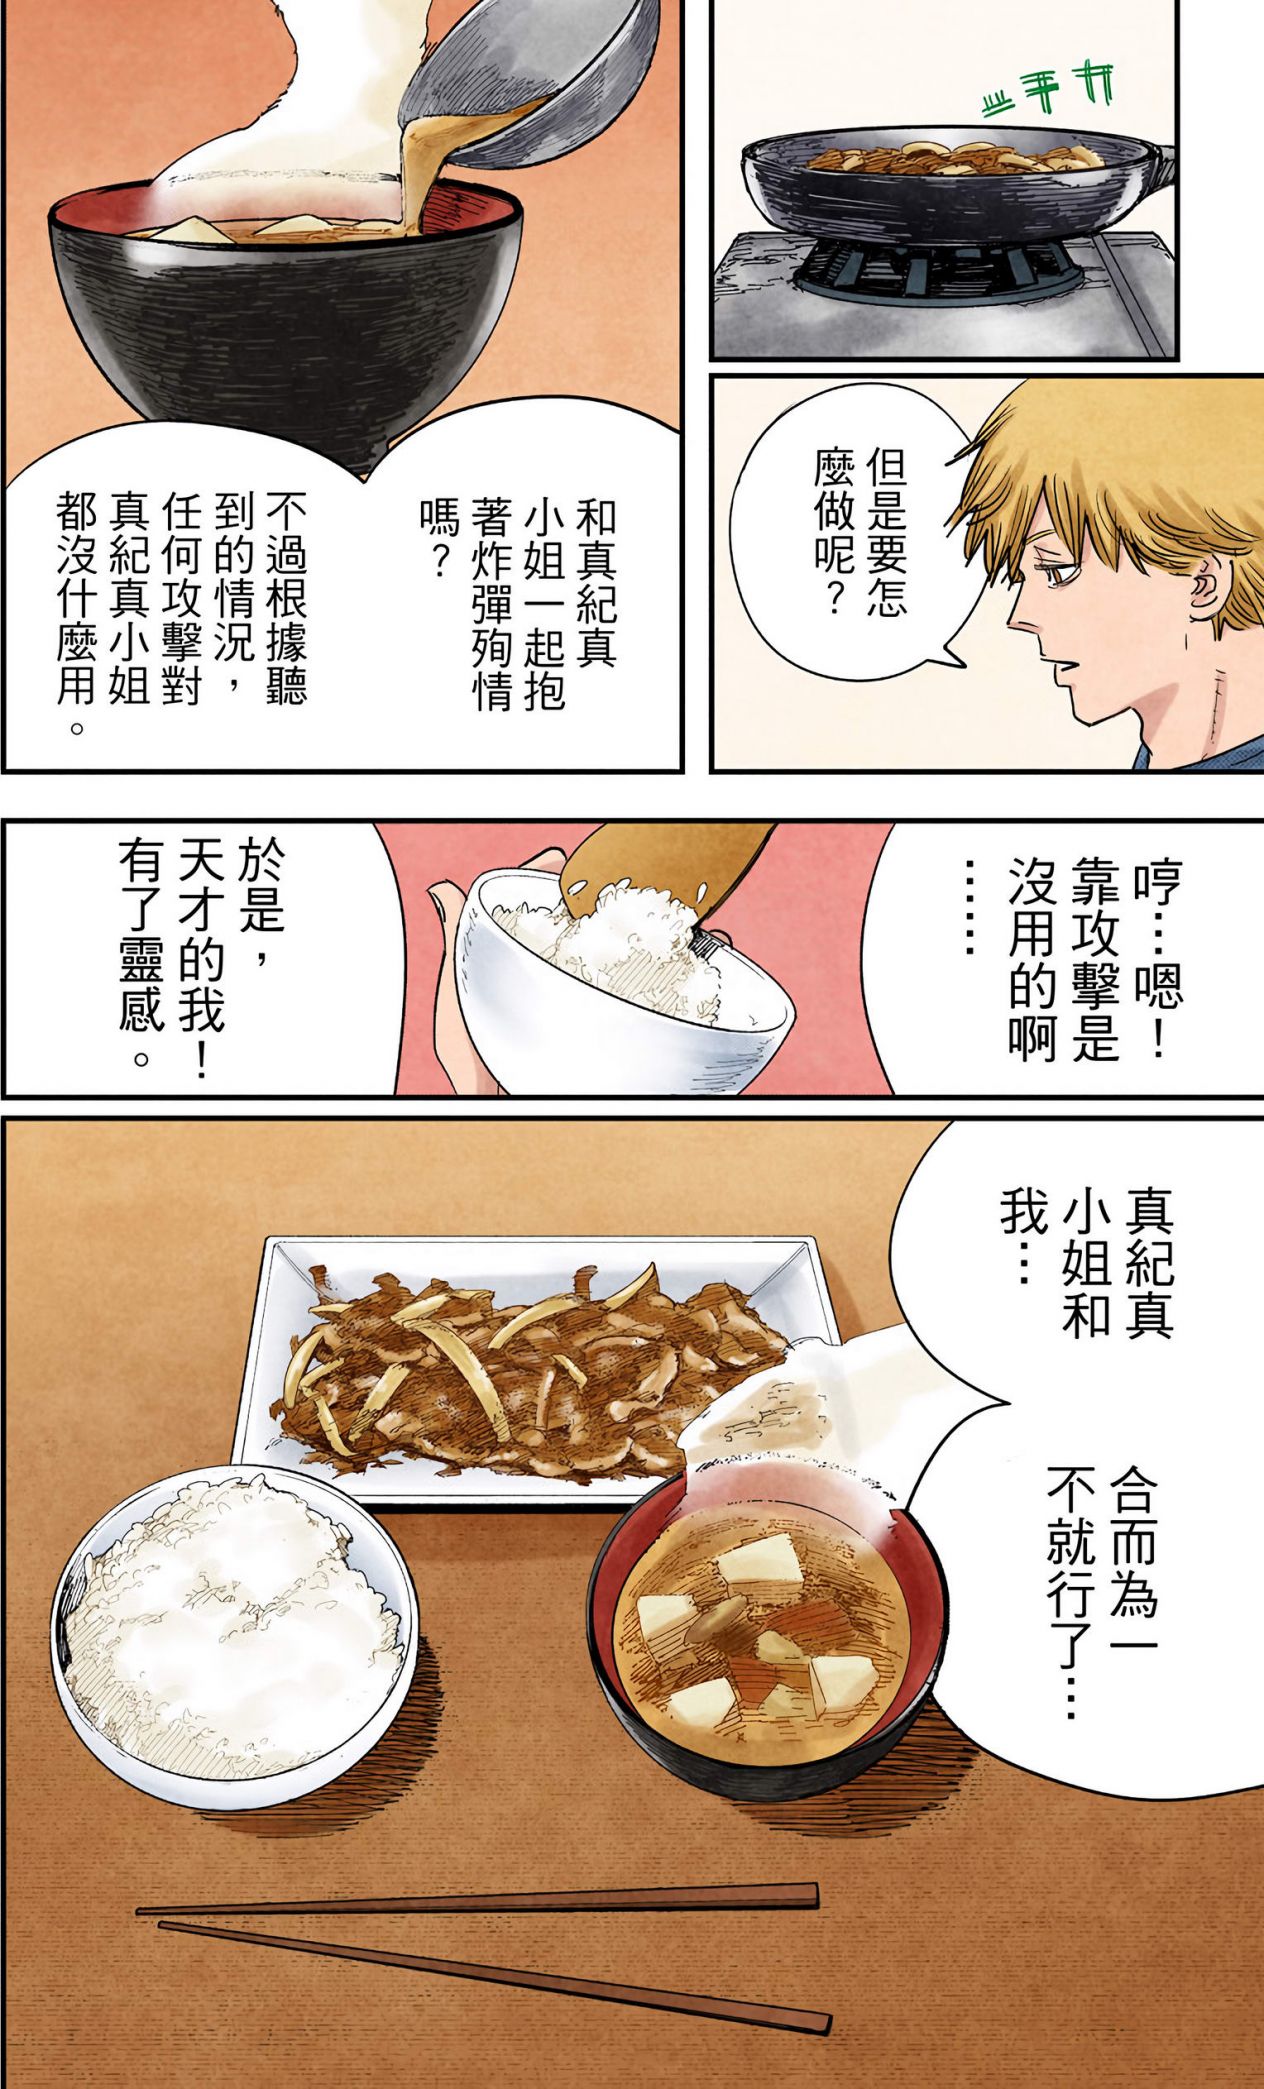 但是要怎
麼做呢？
和真紀真
小姐一起抱
著炸彈殉情
嗎？
不過根據聽
到的情況，
任何攻擊對
真紀真小姐
都沒什麼用。
哼…嗯！
靠攻擊是
沒用的啊
……
於是，
天才的我！
有了靈感。
真紀真
小姐和
我…
合而為一
不就行了…